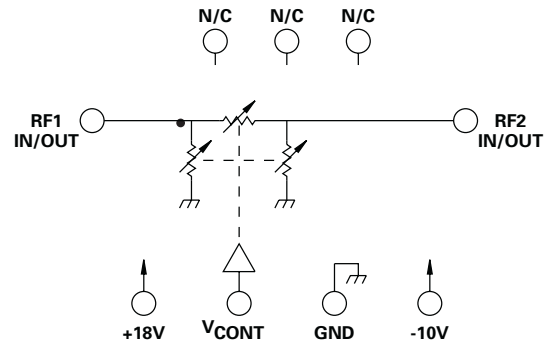 N/C N/C N/C
RF1
IN/OUT
RF2
IN/OUT
+18V VCONT GND -10V